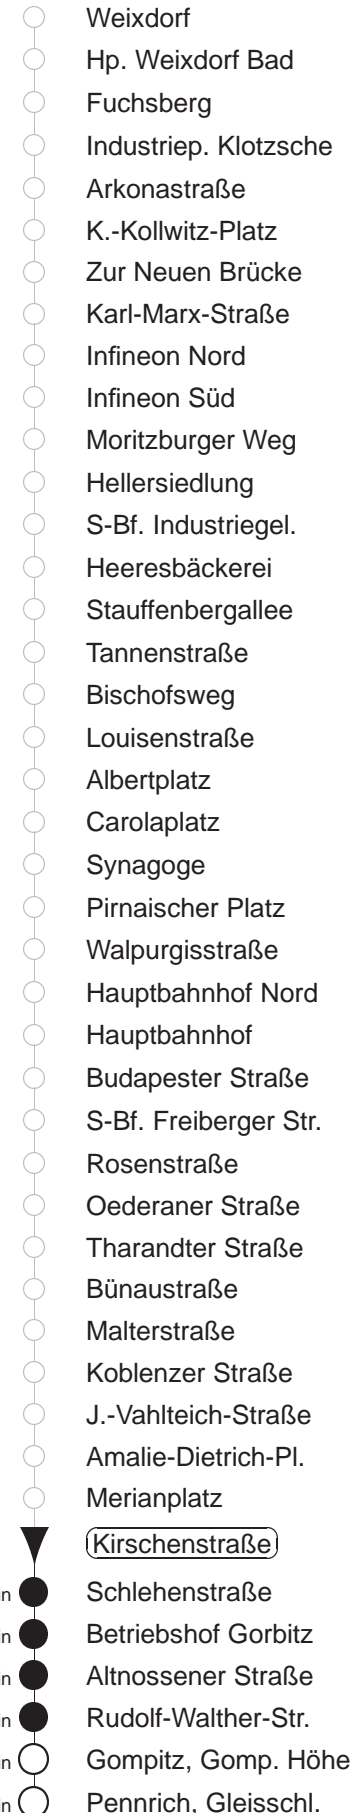 Weixdorf
Hp. Weixdorf Bad
Fuchsberg
Industriep. Klotzsche
Arkonastraße
K.-Kollwitz-Platz
Zur Neuen Brücke
Karl-Marx-Straße
Infineon Nord
Infineon Süd
Moritzburger Weg
Hellersiedlung
S-Bf. Industriegel.
Heeresbäckerei
Stauffenbergallee
Tannenstraße
Bischofsweg
Louisenstraße
Albertplatz
Carolaplatz
Synagoge
Pirnaischer Platz
Walpurgisstraße
Hauptbahnhof Nord
Hauptbahnhof
Budapester Straße
S-Bf. Freiberger Str.
Rosenstraße
Oederaner Straße
Tharandter Straße
Bünaustraße
Malterstraße
Koblenzer Straße
J.-Vahlteich-Straße
Amalie-Dietrich-Pl.
Merianplatz
Kirschenstraße
Schlehenstraße
Betriebshof Gorbitz
Altnossener Straße
Rudolf-Walther-Str.
Gompitz, Gomp. Höhe
Pennrich, Gleisschl.